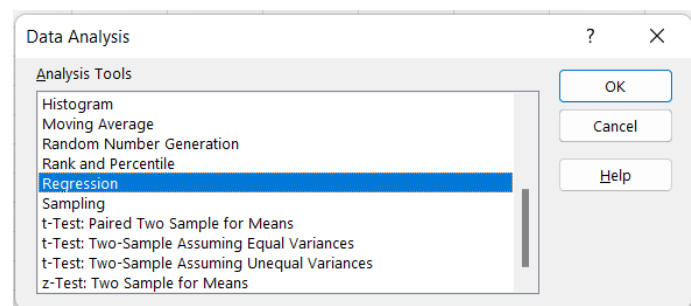 Data Analysis ? ×
Analysis Tools
Histogram
Moving Average
Random Number Generation
Rank and Percentile
Regression
Sampling
t-Test: Paired Two Sample for Means
t-Test: Two-Sample Assuming Equal Variances
t-Test: Two-Sample Assuming Unequal Variances
z-Test: Two Sample for Means
OK
Cancel
Help